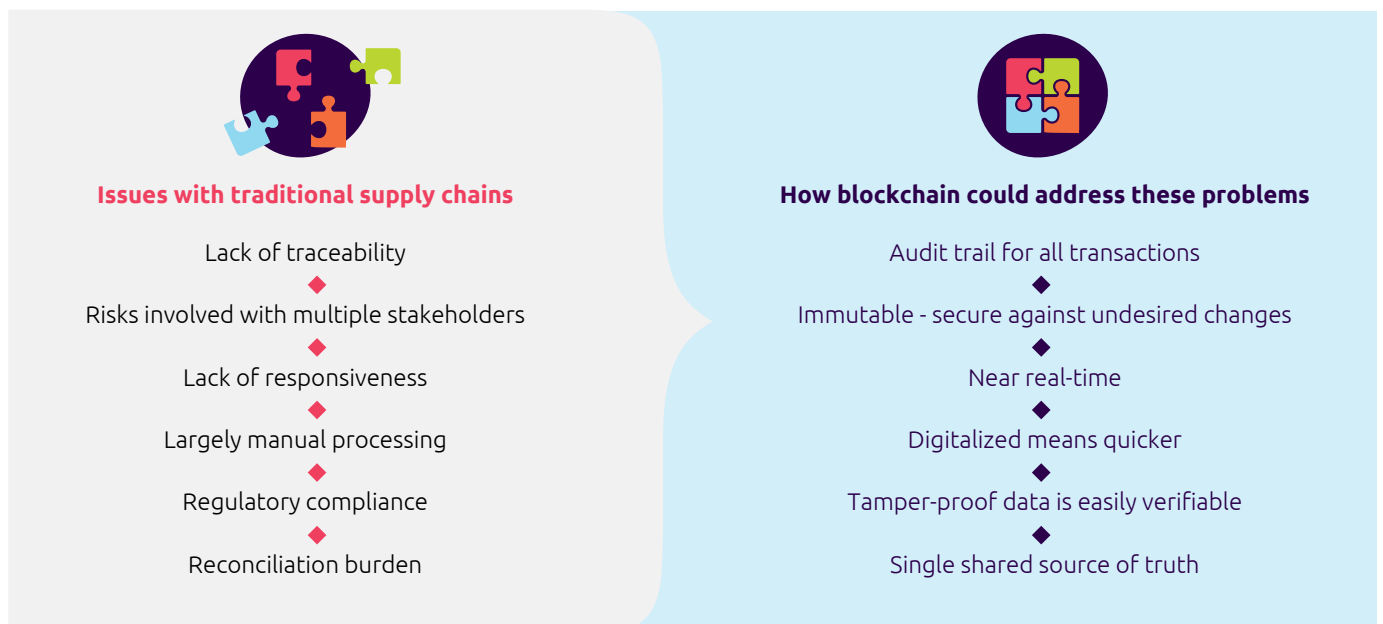 Issues with traditional supply chains
Lack of traceability
Risks involved with multiple stakeholders
Lack of responsiveness
Largely manual processing
Regulatory compliance
Reconciliation burden
How blockchain could address these problems
Audit trail for all transactions
Immutable - secure against undesired changes
Near real-time
Digitalized means quicker
Tamper-proof data is easily verifiable
Single shared source of truth